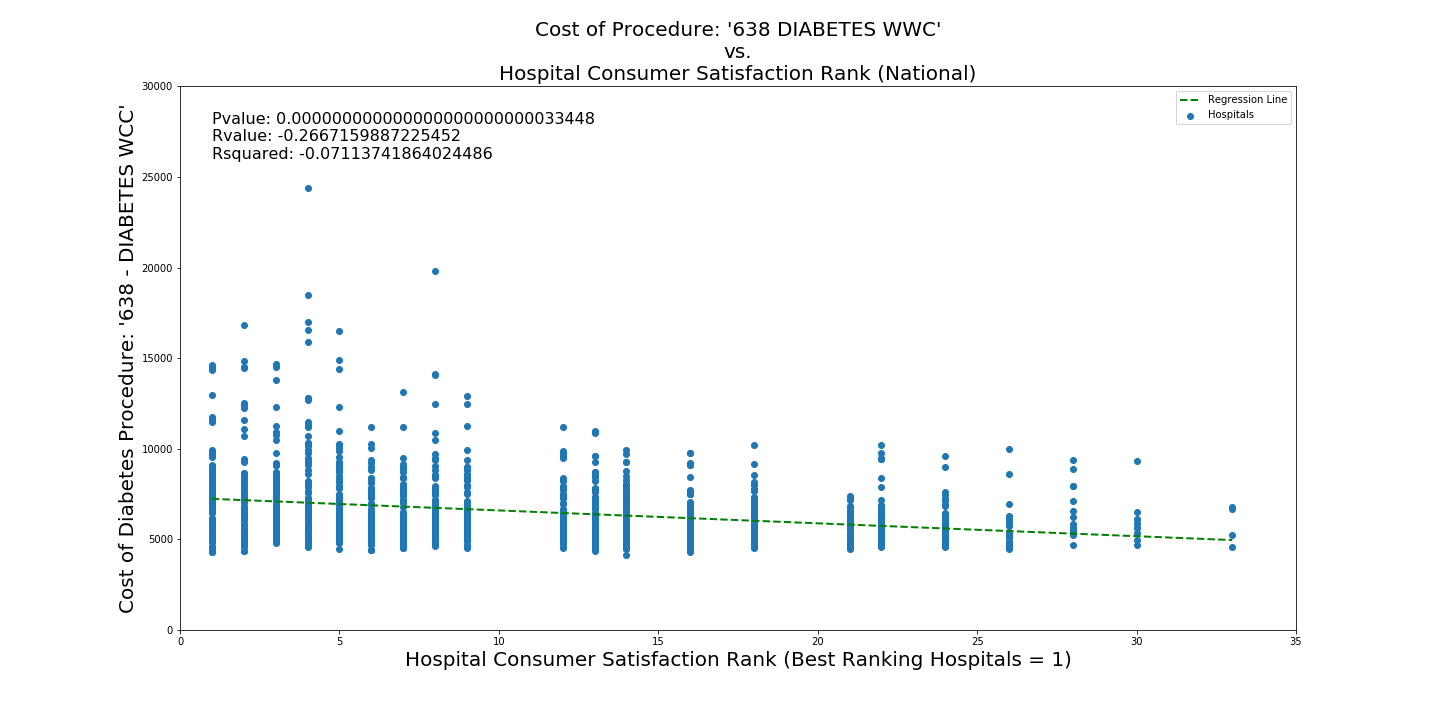 Cost of Procedure: '638 DIABETES WWC'
vs.
Hospital Consumer Satisfaction Rank (National)
Pvalue: 0.000000000000000000000000033448
Rvalue: -0.2667159887225452
Rsquared: -0.07113741864024486
Regression Line
Hospitals
Cost of Diabetes Procedure: '638 - DIABETES WCC'
30000
25000
20000
15000
10000
5000
0
0 5 10 15 20 25 30 35
Hospital Consumer Satisfaction Rank (Best Ranking Hospitals = 1)